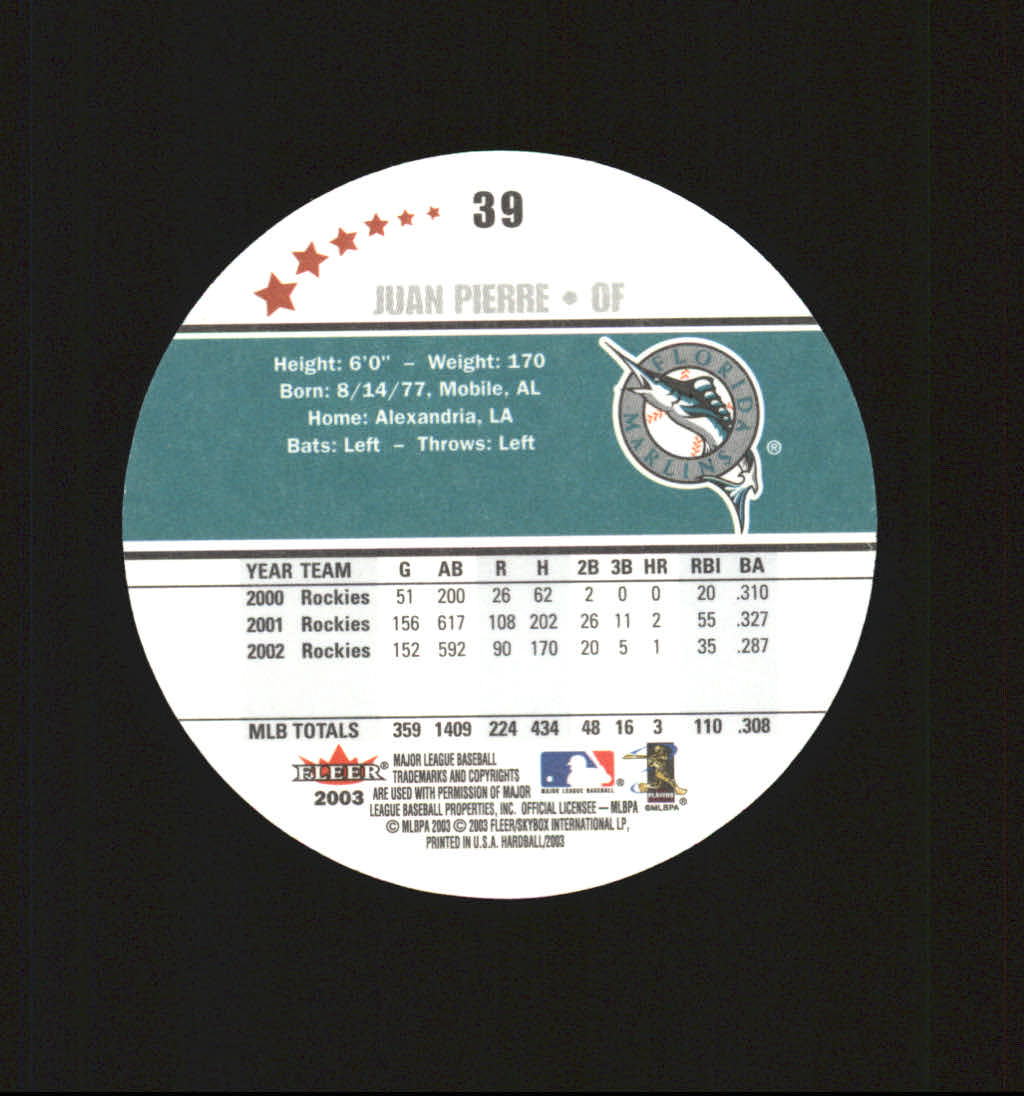 39
JUAN PIERRE • OF
Height: 6'0" – Weight: 170
Born: 8/14/77, Mobile, AL
Home: Alexandria, LA
Bats: Left – Throws: Left
FLORIDA
MARLINS
®
YEAR TEAM G AB R H 2B 3B HR RBI BA
2000 Rockies 51 200 26 62 2 0 0 20 .310
2001 Rockies 156 617 108 202 26 11 2 55 .327
2002 Rockies 152 592 90 170 20 5 1 35 .287
MLB TOTALS 359 1409 224 434 48 16 3 110 .308
FLEER®
2003
MAJOR LEAGUE BASEBALL
TRADEMARKS AND COPYRIGHTS
ARE USED WITH PERMISSION OF MAJOR
LEAGUE BASEBALL PROPERTIES, INC. OFFICIAL LICENSEE — MLBPA
© MLBPA 2003 © 2003 FLEER/SKYBOX INTERNATIONAL LP,
PRINTED IN U.S.A. HARDBALL/2003
MAJOR LEAGUE BASEBALL ®
PLAYERS
®
©MLBPA